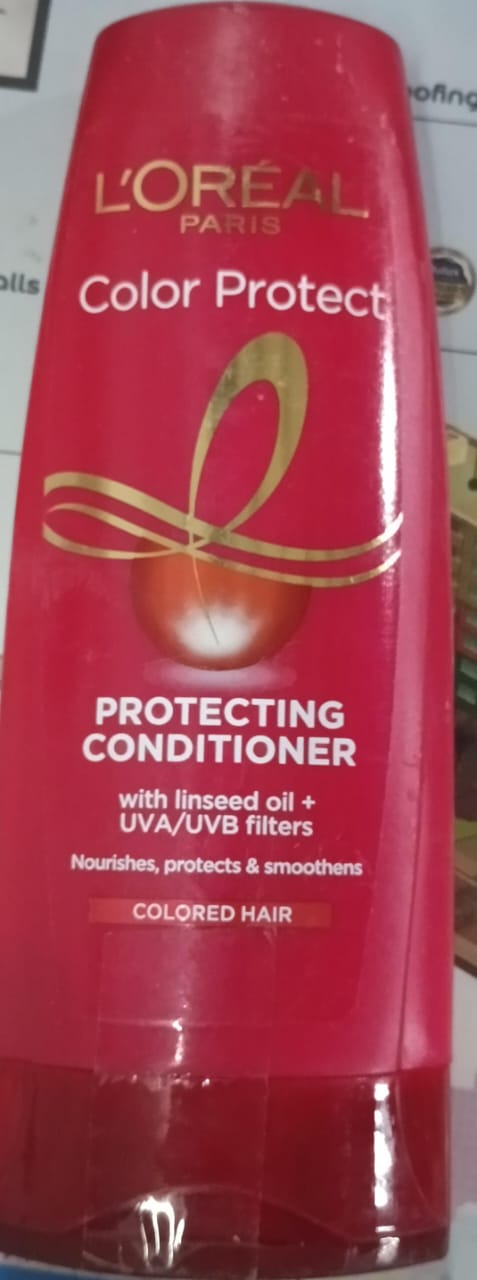 L'ORÉAL
PARIS
Color Protect
PROTECTING
CONDITIONER
with linseed oil +
UVA/UVB filters
Nourishes, protects & smoothens
COLORED HAIR